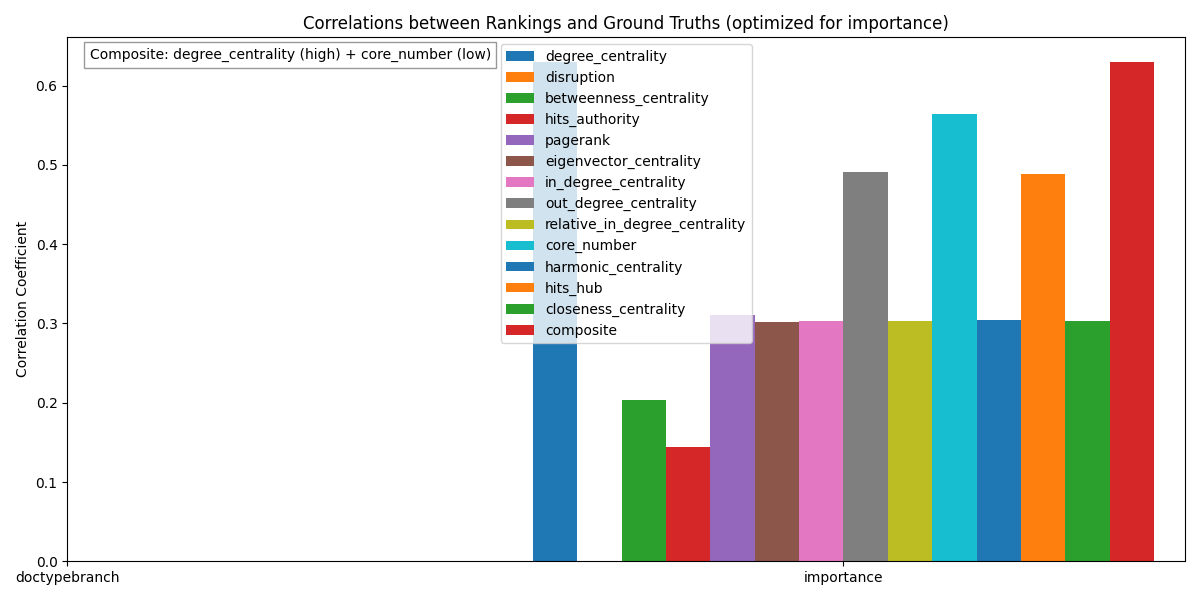 Correlations between Rankings and Ground Truths (optimized for importance)
Composite: degree_centrality (high) + core_number (low)
degree_centrality
disruption
betweenness_centrality
hits_authority
pagerank
eigenvector_centrality
in_degree_centrality
out_degree_centrality
relative_in_degree_centrality
core_number
harmonic_centrality
hits_hub
closeness_centrality
composite
Correlation Coefficient
0.6
0.5
0.4
0.3
0.2
0.1
0.0
doctypebranch
importance